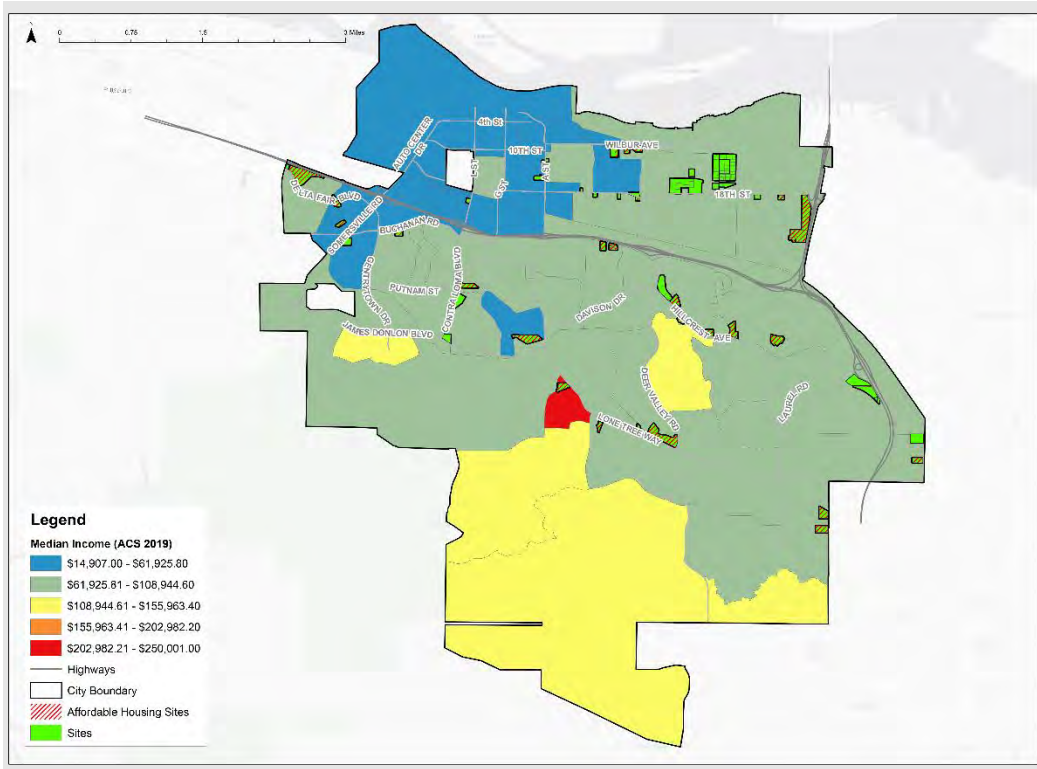 N
0 0.75 1.5 3 Miles
4th St
AUTO CENTER DR
10TH ST
WILBUR AVE
L ST
G ST
A ST
18TH ST
DELTA FAIR BLVD
SOMERSVILLE RD
BUCHANAN RD
GENTRYTOWN DR
PUTNAM ST
CONTRA LOMA BLVD
JAMES DONLON BLVD
DAVISON DR
HILLCREST AVE
DEER VALLEY RD
LAUREL RD
LONE TREE WAY
Legend
Median Income (ACS 2019)
$14,907.00 - $61,925.80
$61,925.81 - $108,944.60
$108,944.61 - $155,963.40
$155,963.41 - $202,982.20
$202,982.21 - $250,001.00
Highways
City Boundary
Affordable Housing Sites
Sites